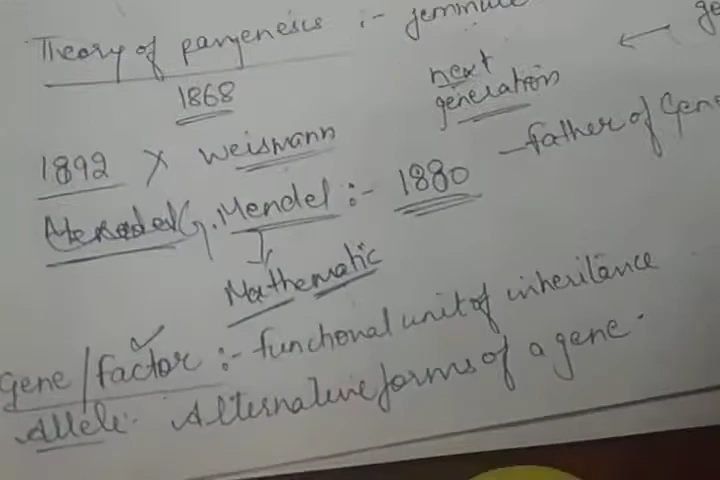 Theory of pangenesis :- gemmule
1868
next
generation ←
1892 X Weismann
G. Mendel :- 1880 - father of Gene
Mathematic
Gene/factor :- functional unit of inheritance
Allele: Alternative forms of a gene.